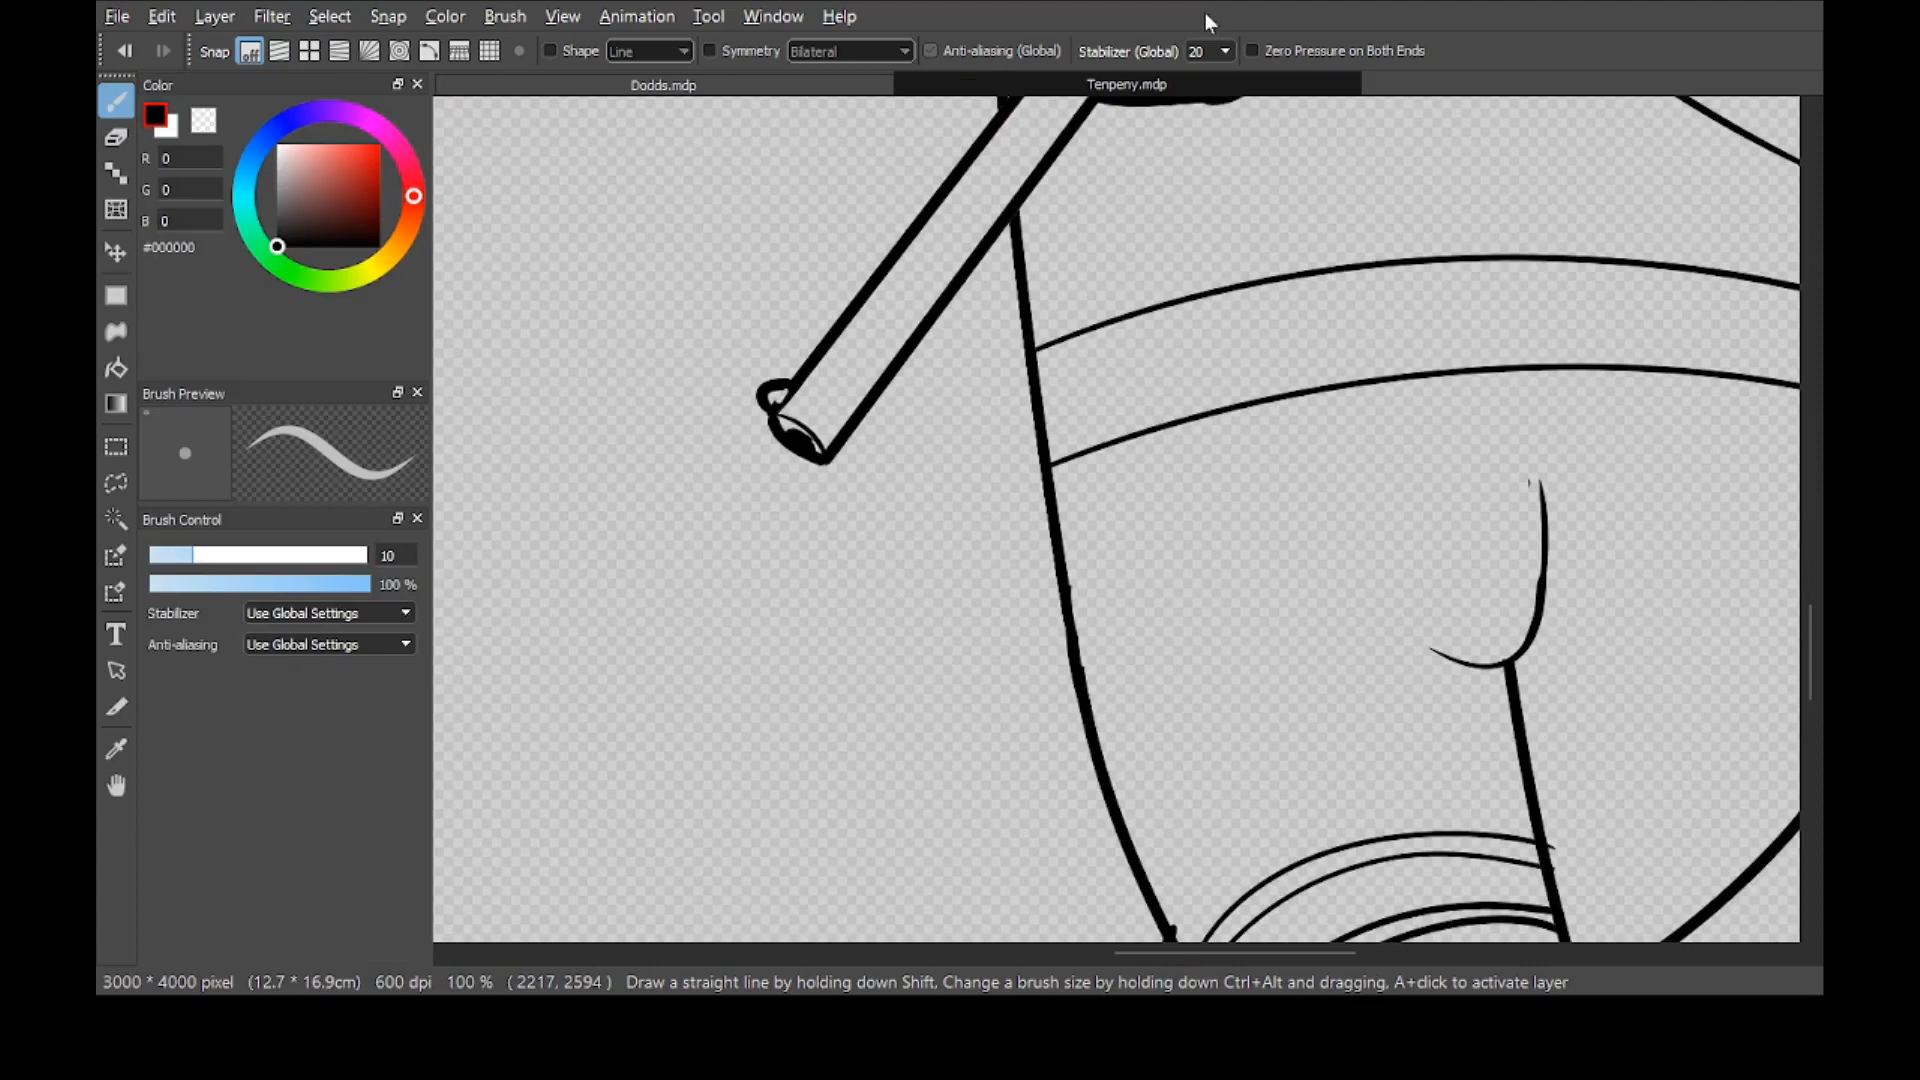 File Edit Layer Filter Select Snap Color Brush View Animation Tool Window Help
Snap off Shape Line Symmetry Bilateral Anti-aliasing (Global) Stabilizer (Global) 20 Zero Pressure on Both Ends
Color
Dodds.mdp
Tenpeny.mdp
R 0
G 0
B 0
#000000
Brush Preview
Brush Control
10
100 %
Stabilizer Use Global Settings
Anti-aliasing Use Global Settings
T
3000 * 4000 pixel (12.7 * 16.9cm) 600 dpi 100 % ( 2217, 2594 ) Draw a straight line by holding down Shift, Change a brush size by holding down Ctrl+Alt and dragging, A+click to activate layer